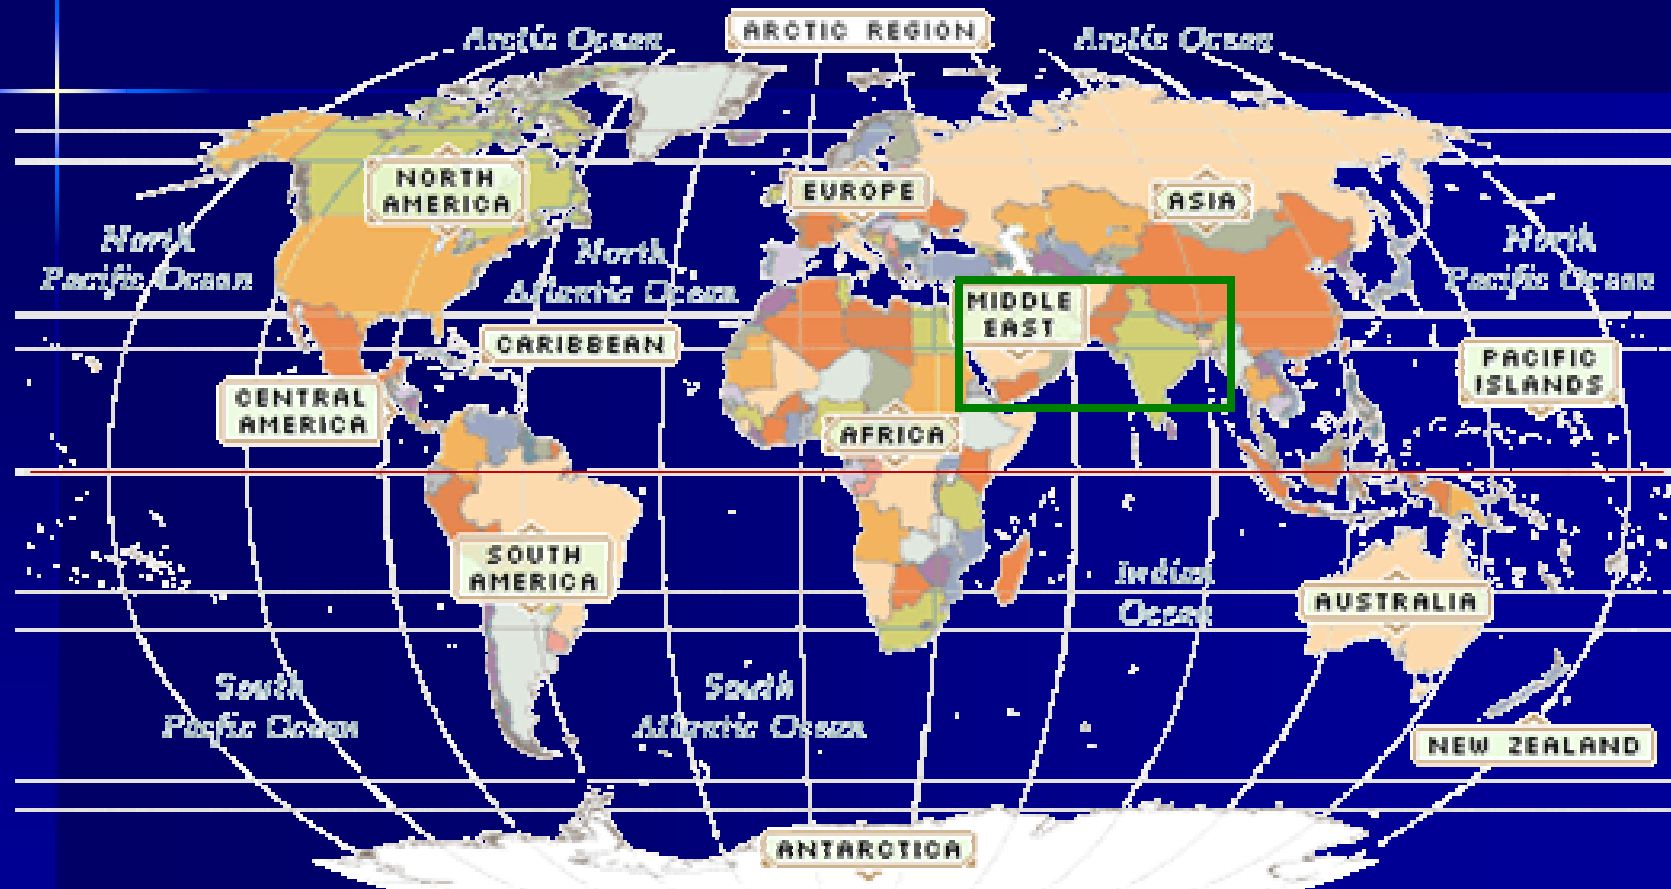 ARCTIC REGION
Arctic Ocean
Arctic Ocean
NORTH
AMERICA
EUROPE
ASIA
North
Pacific Ocean
North
Atlantic Ocean
North
Pacific Ocean
MIDDLE
EAST
CARIBBEAN
PACIFIC
ISLANDS
CENTRAL
AMERICA
AFRICA
SOUTH
AMERICA
Indian
Ocean
AUSTRALIA
South
Pacific Ocean
South
Atlantic Ocean
NEW ZEALAND
ANTARCTICA